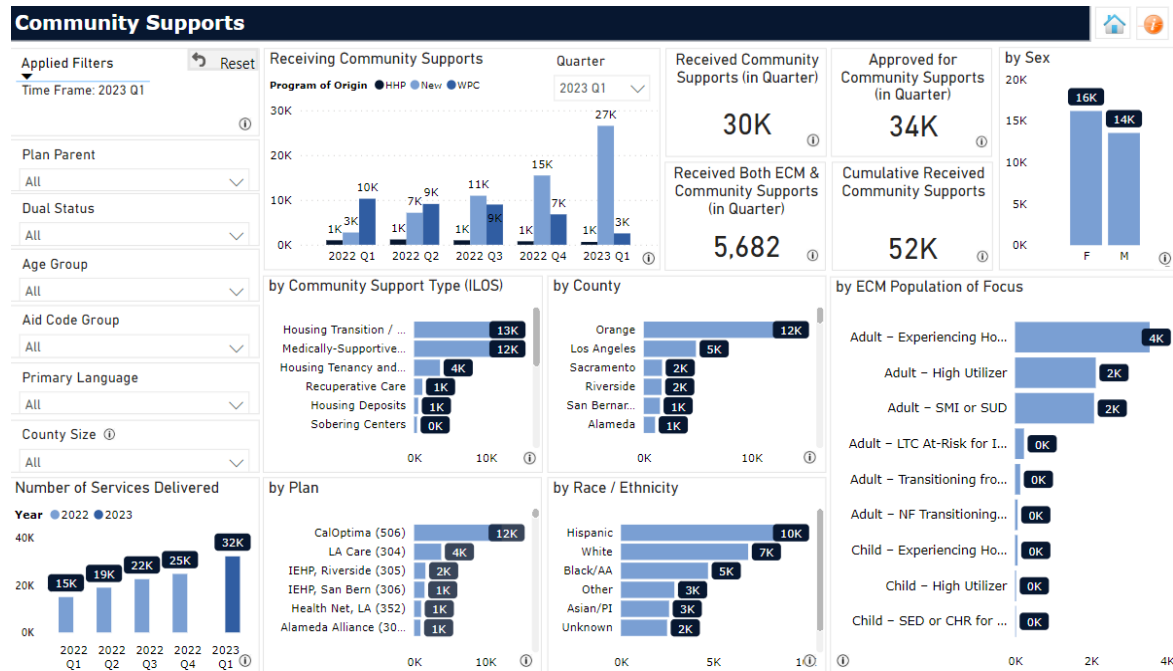 Community Supports
Applied Filters
Reset
Time Frame: 2023 Q1
Plan Parent
All
Dual Status
All
Age Group
All
Aid Code Group
All
Primary Language
All
County Size
All
Receiving Community Supports
Quarter
Program of Origin HHP New WPC
2023 Q1
30K
20K
10K
0K
1K 3K 10K
1K 7K 9K
1K 11K 9K
1K 15K 7K
1K 27K 3K
2022 Q1 2022 Q2 2022 Q3 2022 Q4 2023 Q1
Received Community
Supports (in Quarter)
30K
Approved for
Community Supports
(in Quarter)
34K
Received Both ECM &
Community Supports
(in Quarter)
5,682
Cumulative Received
Community Supports
52K
by Sex
20K
15K
10K
5K
0K
16K
14K
F M
by Community Support Type (ILOS)
Housing Transition / ... 13K
Medically-Supportive... 12K
Housing Tenancy and... 4K
Recuperative Care 1K
Housing Deposits 1K
Sobering Centers 0K
0K 10K
by County
Orange 12K
Los Angeles 5K
Sacramento 2K
Riverside 2K
San Bernar... 1K
Alameda 1K
0K 10K
by ECM Population of Focus
Adult – Experiencing Ho... 4K
Adult – High Utilizer 2K
Adult – SMI or SUD 2K
Adult – LTC At-Risk for I... 0K
Adult – Transitioning fro... 0K
Adult – NF Transitioning... 0K
Child – Experiencing Ho... 0K
Child – High Utilizer 0K
Child – SED or CHR for ... 0K
0K 2K 4K
Number of Services Delivered
Year 2022 2023
40K
20K
0K
15K
19K
22K
25K
32K
2022 2022 2022 2022 2023
Q1 Q2 Q3 Q4 Q1
by Plan
CalOptima (506) 12K
LA Care (304) 4K
IEHP, Riverside (305) 2K
IEHP, San Bern (306) 1K
Health Net, LA (352) 1K
Alameda Alliance (30... 1K
0K 10K
by Race / Ethnicity
Hispanic 10K
White 7K
Black/AA 5K
Other 3K
Asian/PI 3K
Unknown 2K
0K 5K